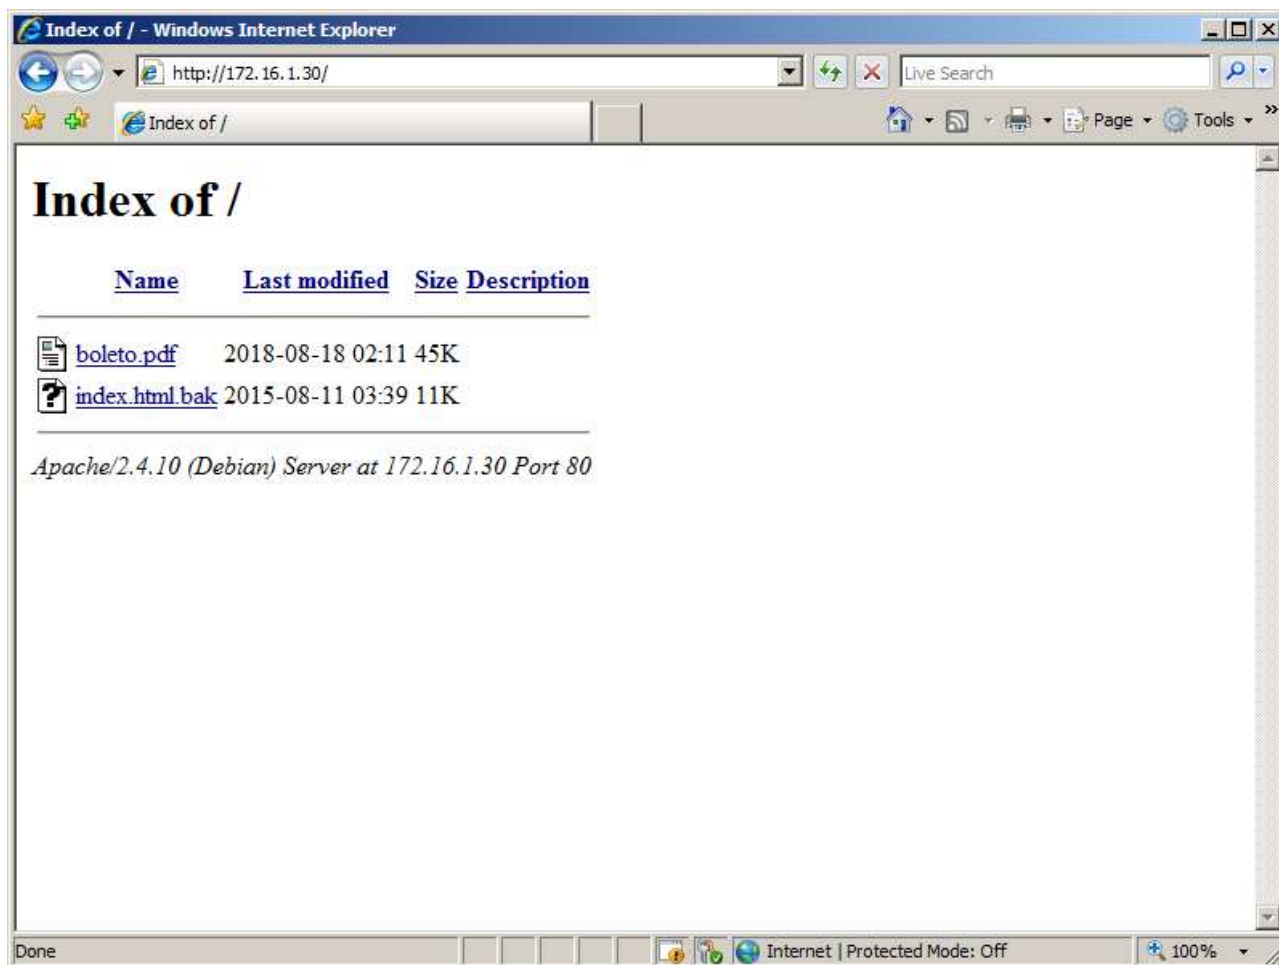 Index of / - Windows Internet Explorer
http://172.16.1.30/
Live Search
Index of /
Page
Tools
»
Index of /
Name Last modified Size Description
boleto.pdf 2018-08-18 02:11 45K
index.html.bak 2015-08-11 03:39 11K
Apache/2.4.10 (Debian) Server at 172.16.1.30 Port 80
Done
Internet | Protected Mode: Off
100%